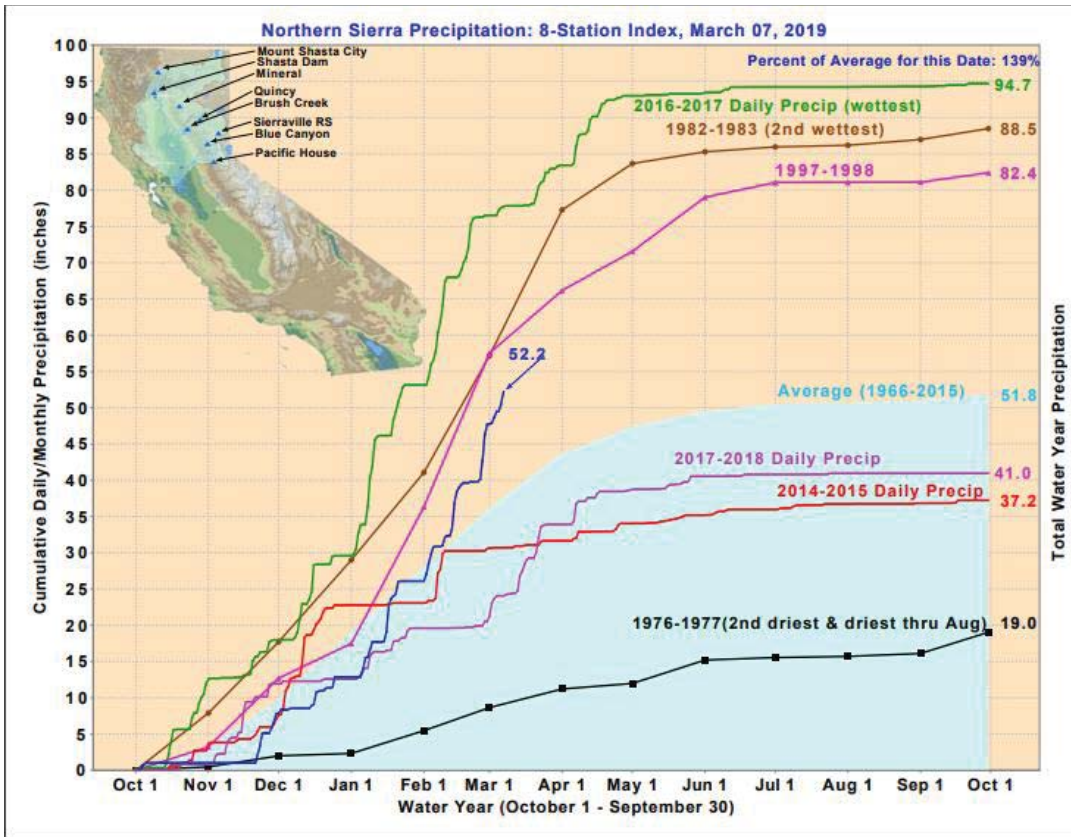 Northern Sierra Precipitation: 8-Station Index, March 07, 2019
Percent of Average for this Date: 139%
Mount Shasta City
Shasta Dam
Mineral
Quincy
Brush Creek
Sierraville RS
Blue Canyon
Pacific House
2016-2017 Daily Precip (wettest)
94.7
1982-1983 (2nd wettest)
88.5
1997-1998
82.4
52.2
Average (1966-2015)
51.8
2017-2018 Daily Precip
41.0
2014-2015 Daily Precip
37.2
1976-1977(2nd driest & driest thru Aug)
19.0
Cumulative Daily/Monthly Precipitation (inches)
100
95
90
85
80
75
70
65
60
55
50
45
40
35
30
25
20
15
10
5
0
Total Water Year Precipitation
Oct 1 Nov 1 Dec 1 Jan 1 Feb 1 Mar 1 Apr 1 May 1 Jun 1 Jul 1 Aug 1 Sep 1 Oct 1
Water Year (October 1 - September 30)